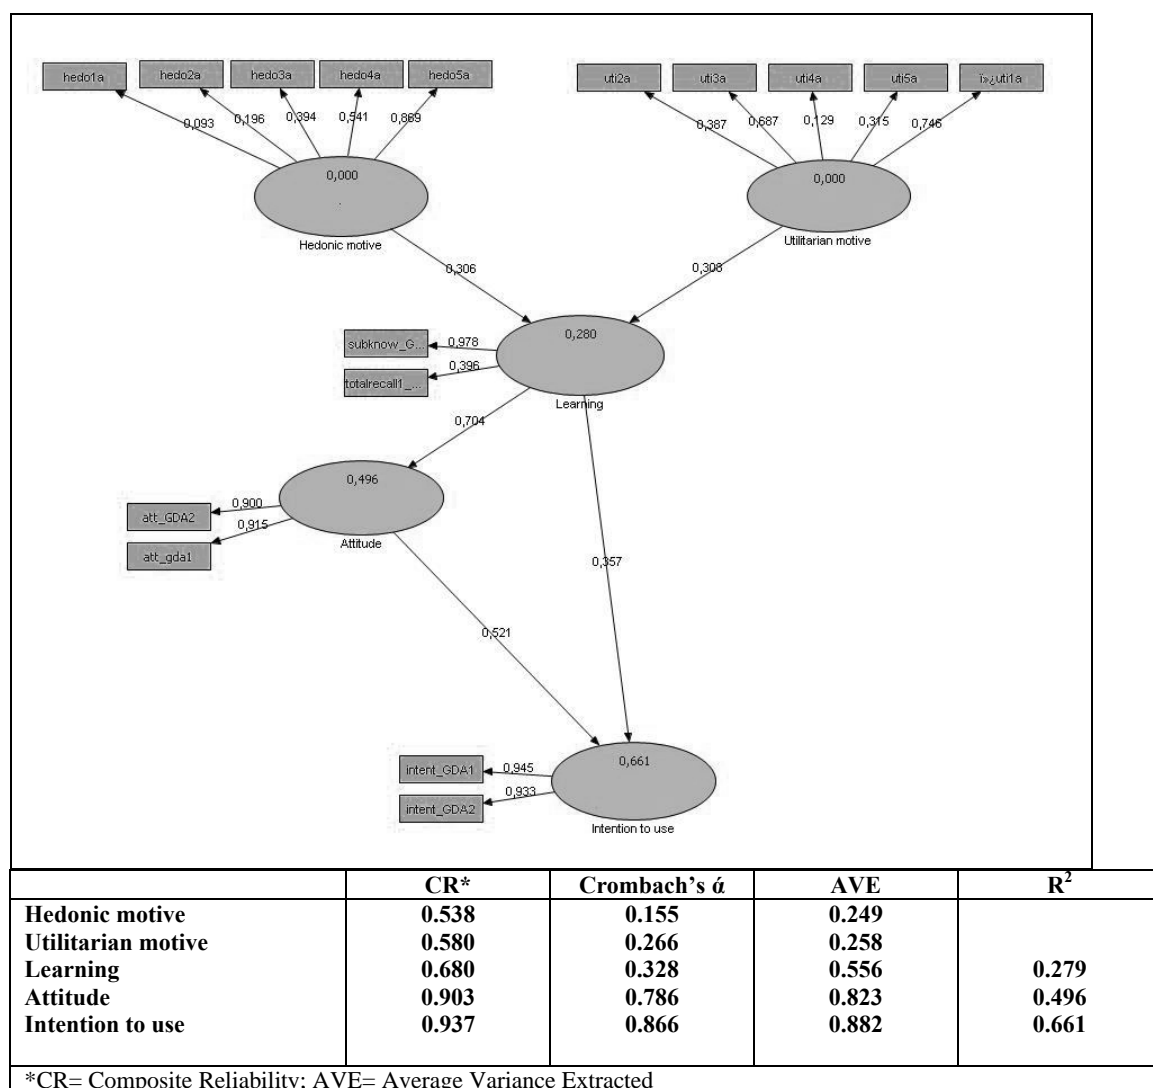 hedo1a hedo2a hedo3a hedo4a hedo5a uti2a uti3a uti4a uti5a ï»¿uti1a
0,093 0,196 0,394 0,541 0,869 0,387 0,687 0,129 0,315 0,746
0,000 0,000
Hedonic motive Utilitarian motive
0,306 0,308
0,280
subknow_G... 0,978
0,396
totalrecall1_...
Learning
0,704
0,496
0,900
att_GDA2
0,915
att_gda1
Attitude
0,357
0,521
0,661
intent_GDA1 0,945
0,933
intent_GDA2
Intention to use
CR* Crombach’s ά AVE R²
Hedonic motive 0.538 0.155 0.249
Utilitarian motive 0.580 0.266 0.258
Learning 0.680 0.328 0.556 0.279
Attitude 0.903 0.786 0.823 0.496
Intention to use 0.937 0.866 0.882 0.661
*CR= Composite Reliability; AVE= Average Variance Extracted